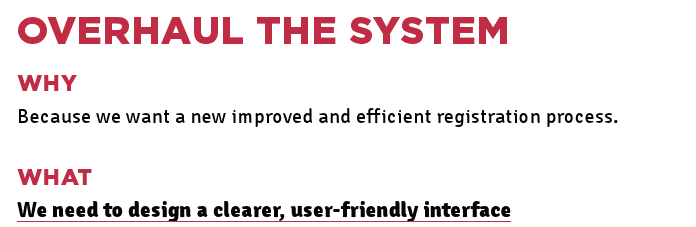 OVERHAUL THE SYSTEM
WHY
Because we want a new improved and efficient registration process.
WHAT
We need to design a clearer, user-friendly interface